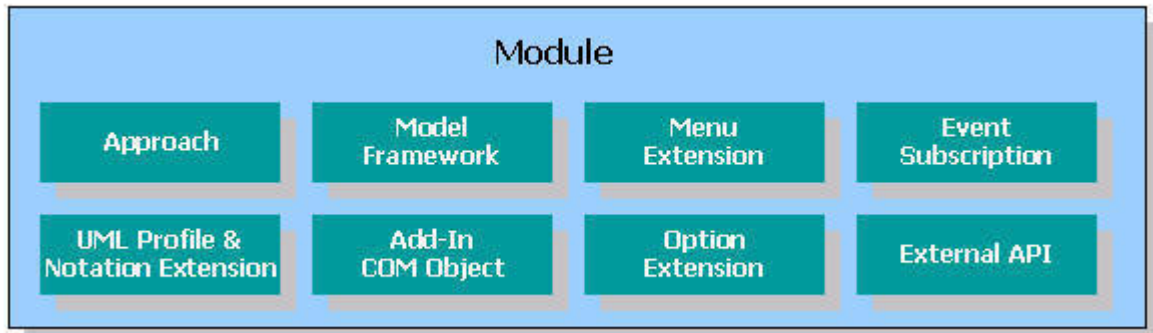 Module
Approach
Model
Framework
Menu
Extension
Event
Subscription
UML Profile &
Notation Extension
Add-In
COM Object
Option
Extension
External API